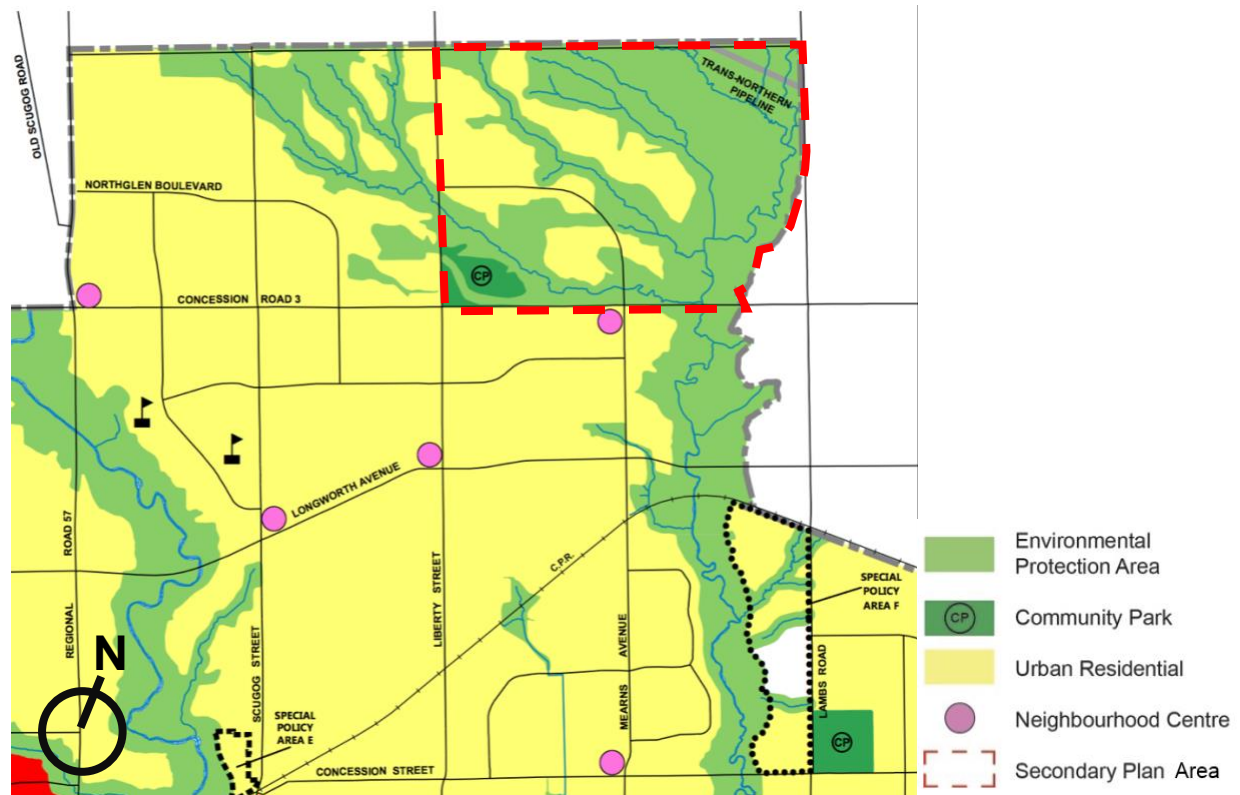 OLD SCUGOG ROAD
TRANS-NORTHERN
PIPELINE
NORTHGLEN BOULEVARD
CP
CONCESSION ROAD 3
LONGWORTH AVENUE
REGIONAL ROAD 57
SCUGOG STREET
LIBERTY STREET
C.P.R.
MEARNS AVENUE
LAMBS ROAD
SPECIAL
POLICY
AREA F
N
SPECIAL
POLICY
AREA E
CP
CONCESSION STREET
Environmental
Protection Area
CP
Community Park
Urban Residential
Neighbourhood Centre
Secondary Plan Area